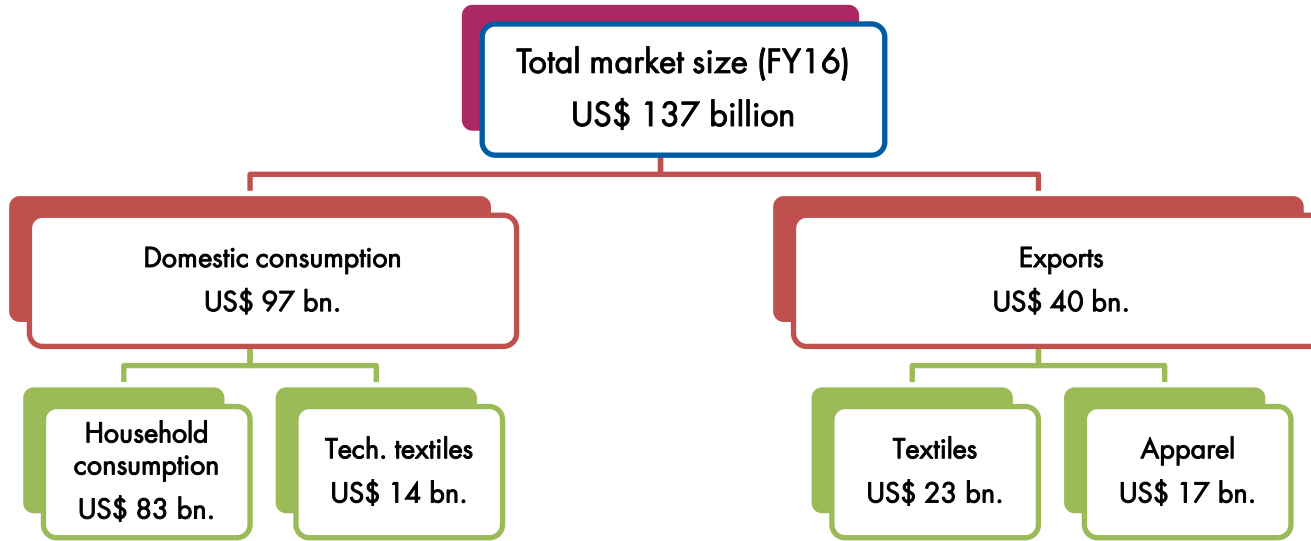 Total market size (FY16)
US$ 137 billion
Domestic consumption
US$ 97 bn.
Exports
US$ 40 bn.
Household
consumption
US$ 83 bn.
Tech. textiles
US$ 14 bn.
Textiles
US$ 23 bn.
Apparel
US$ 17 bn.